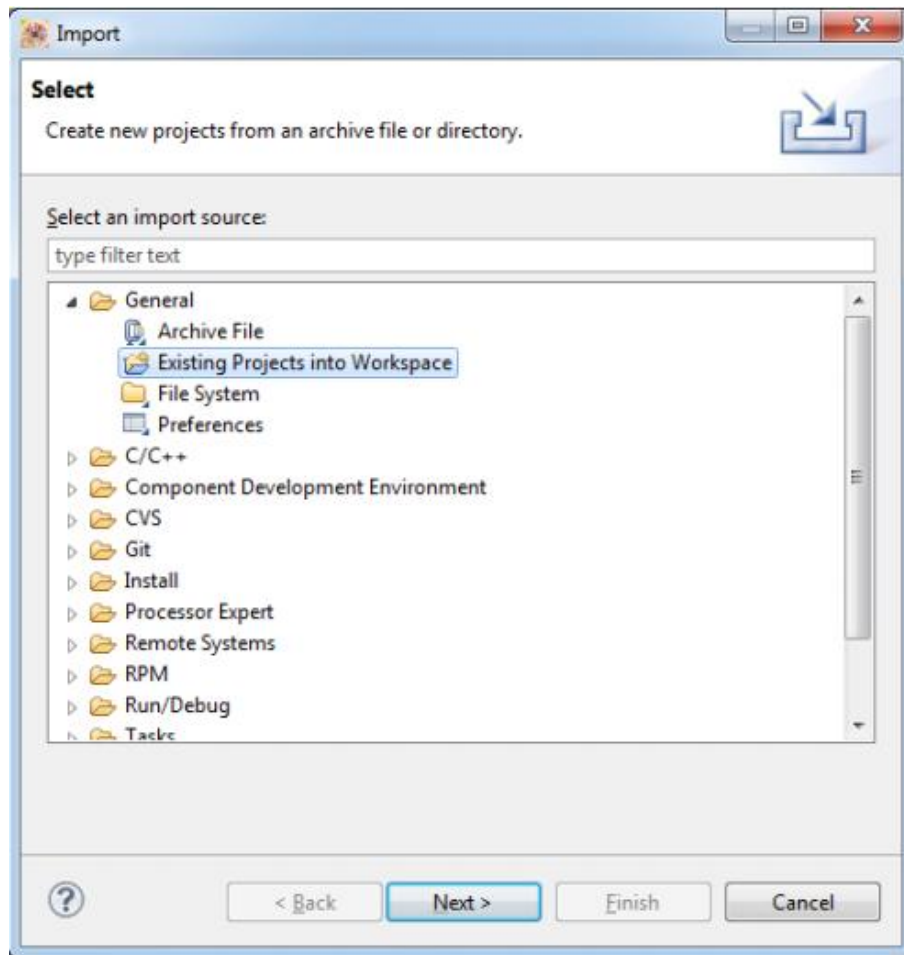 Import
Select
Create new projects from an archive file or directory.
Select an import source:
type filter text
General
Archive File
Existing Projects into Workspace
File System
Preferences
C/C++
Component Development Environment
CVS
Git
Install
Processor Expert
Remote Systems
RPM
Run/Debug
Tasks
? < Back Next > Finish Cancel